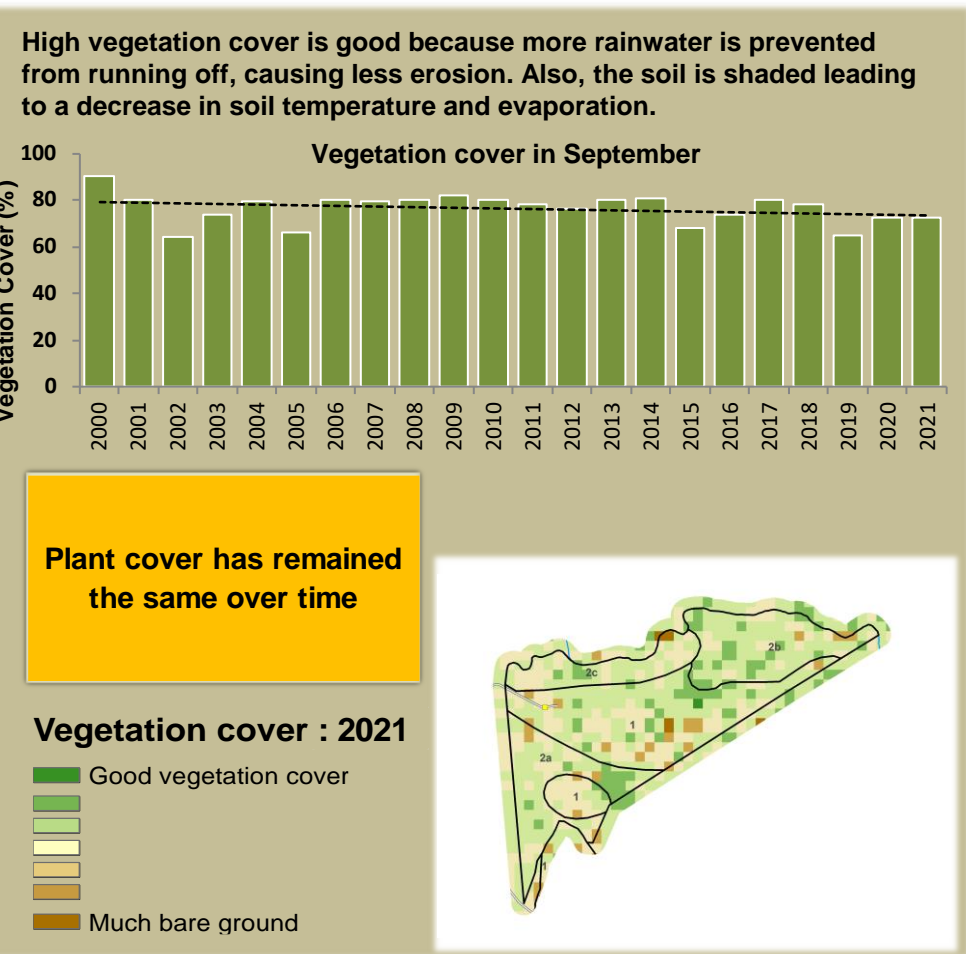 High vegetation cover is good because more rainwater is prevented
from running off, causing less erosion. Also, the soil is shaded leading
to a decrease in soil temperature and evaporation.
Vegetation cover in September
Vegetation Cover (%)
100
80
60
40
20
0
2000 2001 2002 2003 2004 2005 2006 2007 2008 2009 2010 2011 2012 2013 2014 2015 2016 2017 2018 2019 2020 2021
Plant cover has remained
the same over time
Vegetation cover : 2021
Good vegetation cover
Much bare ground
2b
2c
1
2a
1
1